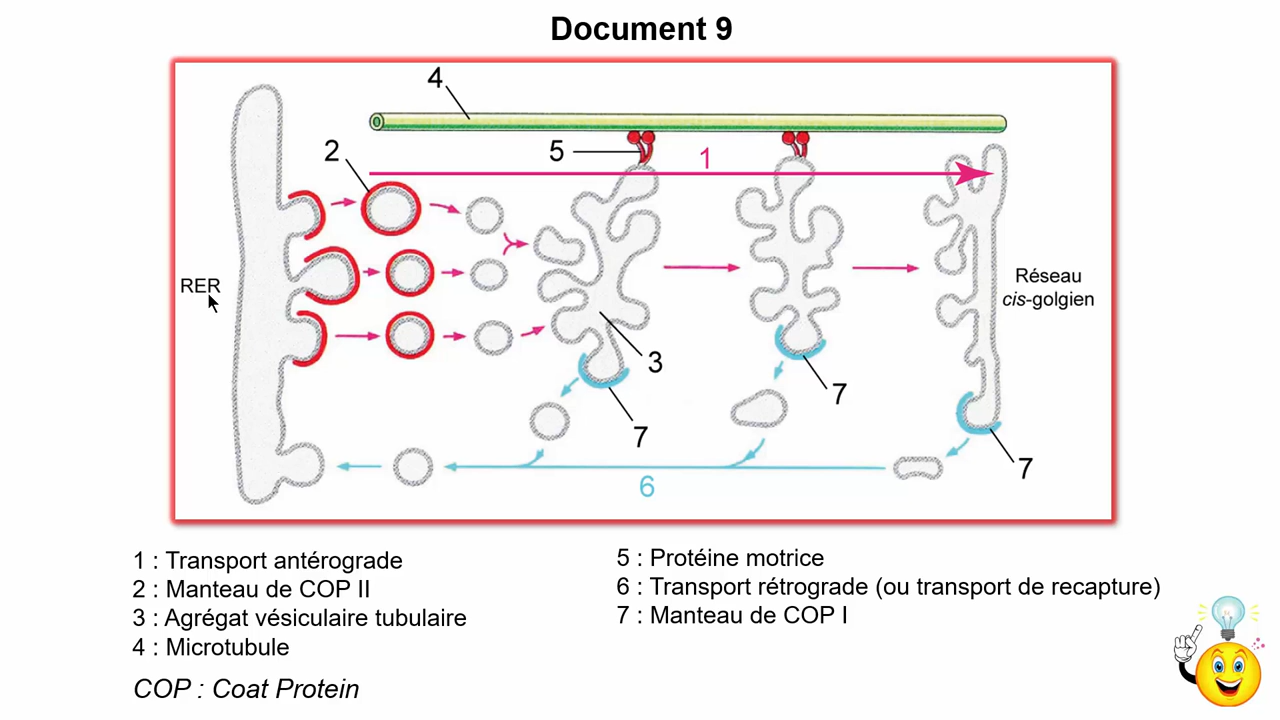 Document 9
4
2
5
1
RER
Réseau
cis-golgien
3
7
7
7
6
1 : Transport antérograde
2 : Manteau de COP II
3 : Agrégat vésiculaire tubulaire
4 : Microtubule
COP : Coat Protein
5 : Protéine motrice
6 : Transport rétrograde (ou transport de recapture)
7 : Manteau de COP I